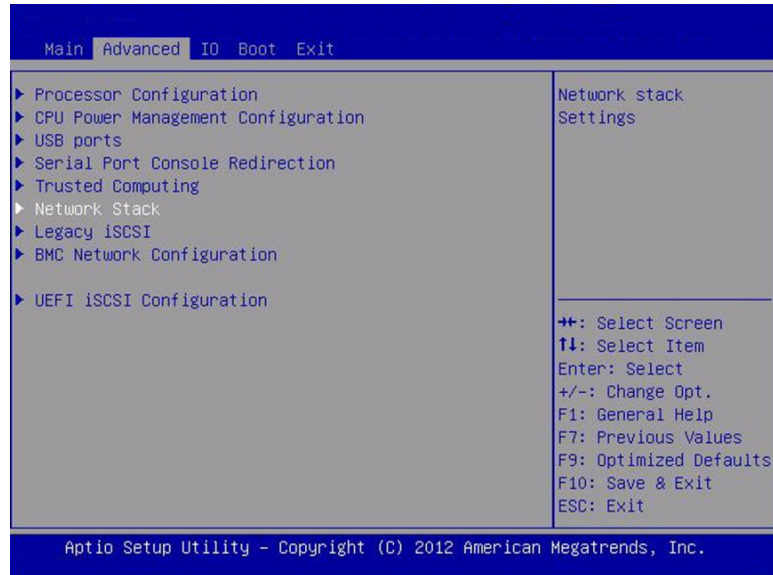 Main Advanced IO Boot Exit
▶ Processor Configuration
▶ CPU Power Management Configuration
▶ USB ports
▶ Serial Port Console Redirection
▶ Trusted Computing
▶ Network Stack
▶ Legacy iSCSI
▶ BMC Network Configuration
▶ UEFI iSCSI Configuration
Network stack
Settings
→←: Select Screen
↑↓: Select Item
Enter: Select
+/-: Change Opt.
F1: General Help
F7: Previous Values
F9: Optimized Defaults
F10: Save & Exit
ESC: Exit
Aptio Setup Utility - Copyright (C) 2012 American Megatrends, Inc.